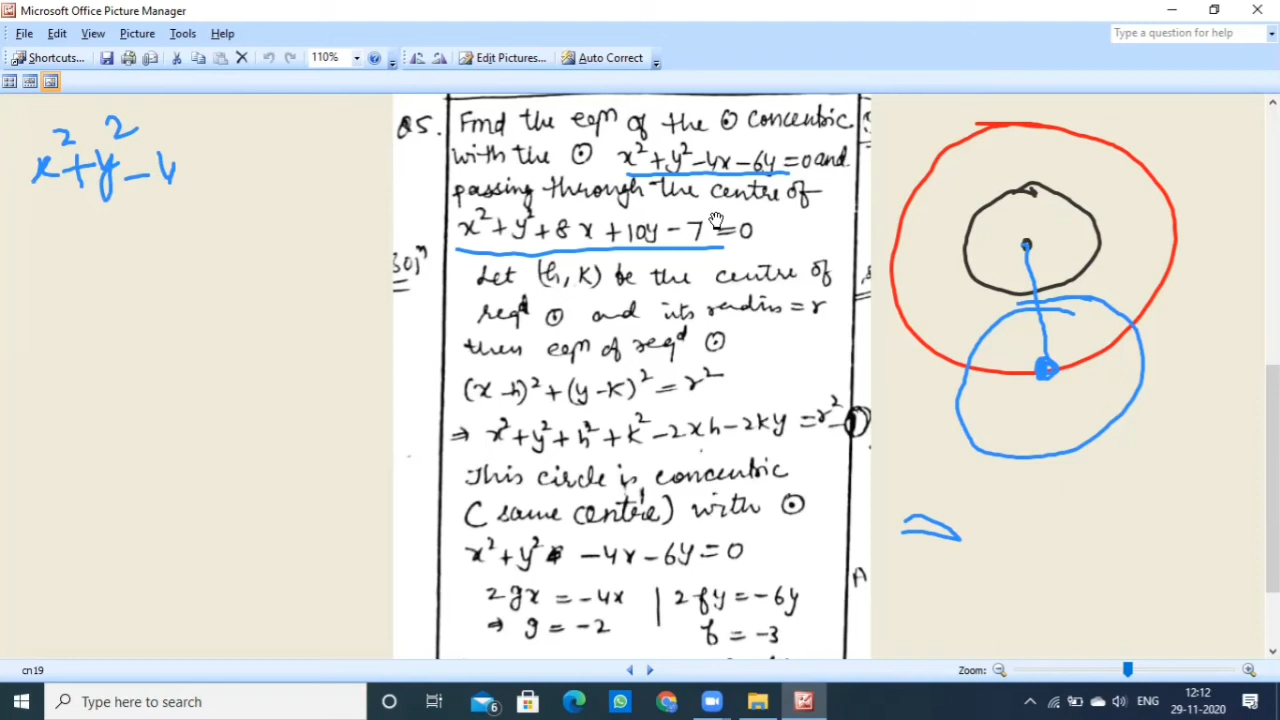 Microsoft Office Picture Manager
File Edit View Picture Tools Help
Type a question for help
Shortcuts... 110% Edit Pictures... Auto Correct
x²+y²-4
Q5. Find the eqⁿ of the ⊙ concentric
with the ⊙ x²+y²-4x-6y=0 and
passing through the centre of
x²+y²+8x+10y-7=0
Solⁿ
Let (h, k) be the centre of
reqᵈ ⊙ and its radius = r
then eqⁿ of reqᵈ ⊙
(x-h)²+(y-k)²=r²
⇒ x²+y²+h²+k²-2xh-2ky=r² -①
This circle is concentric
(same centre) with ⊙
x²+y² -4x-6y=0
2gx=-4x | 2fy=-6y
⇒ g=-2 f=-3
A
cn19
Zoom:
Type here to search
6
ENG
12:12
29-11-2020